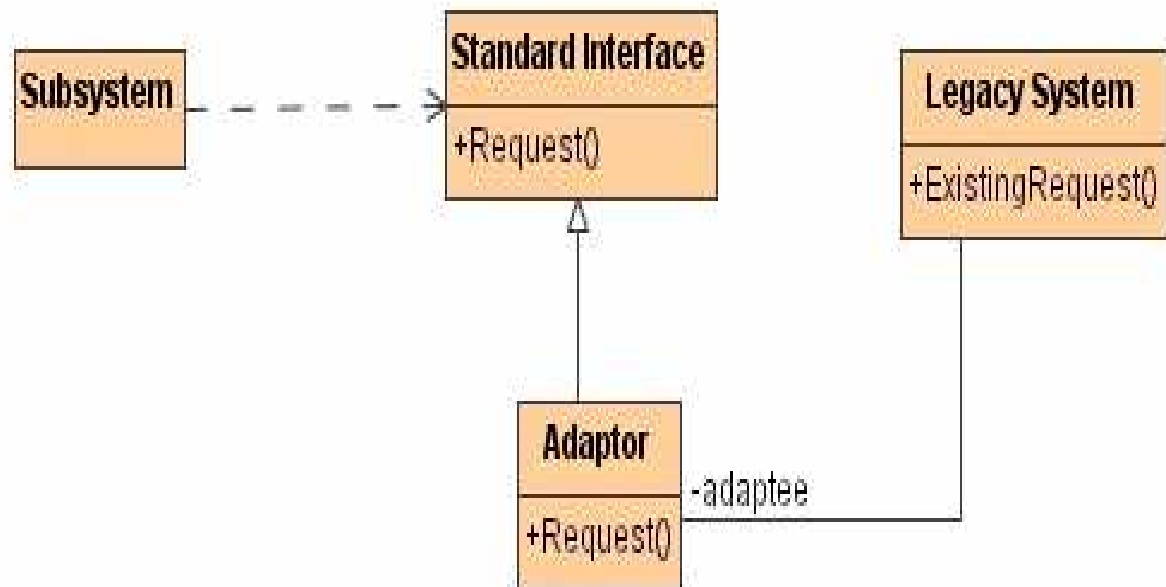 Subsystem
Standard Interface
+Request()
Legacy System
+ExistingRequest()
Adaptor
+Request()
-adaptee